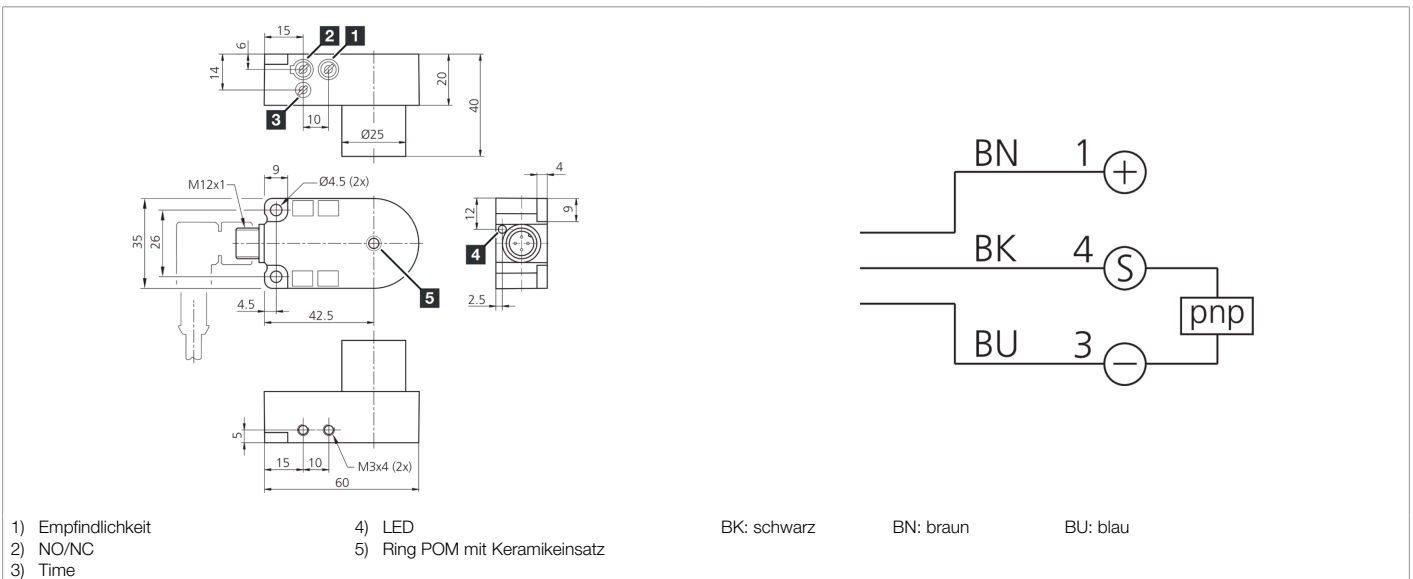 15
2
1
6
14
20
40
3
10
Ø25
9
M12x1
Ø4.5 (2x)
4
12
9
35
26
4
5
4.5
42.5
2.5
5
15
10
M3x4 (2x)
60
BN 1 +
BK 4 S
pnp
BU 3 −
1) Empfindlichkeit
2) NO/NC
3) Time
4) LED
5) Ring POM mit Keramikeinsatz
BK: schwarz BN: braun BU: blau